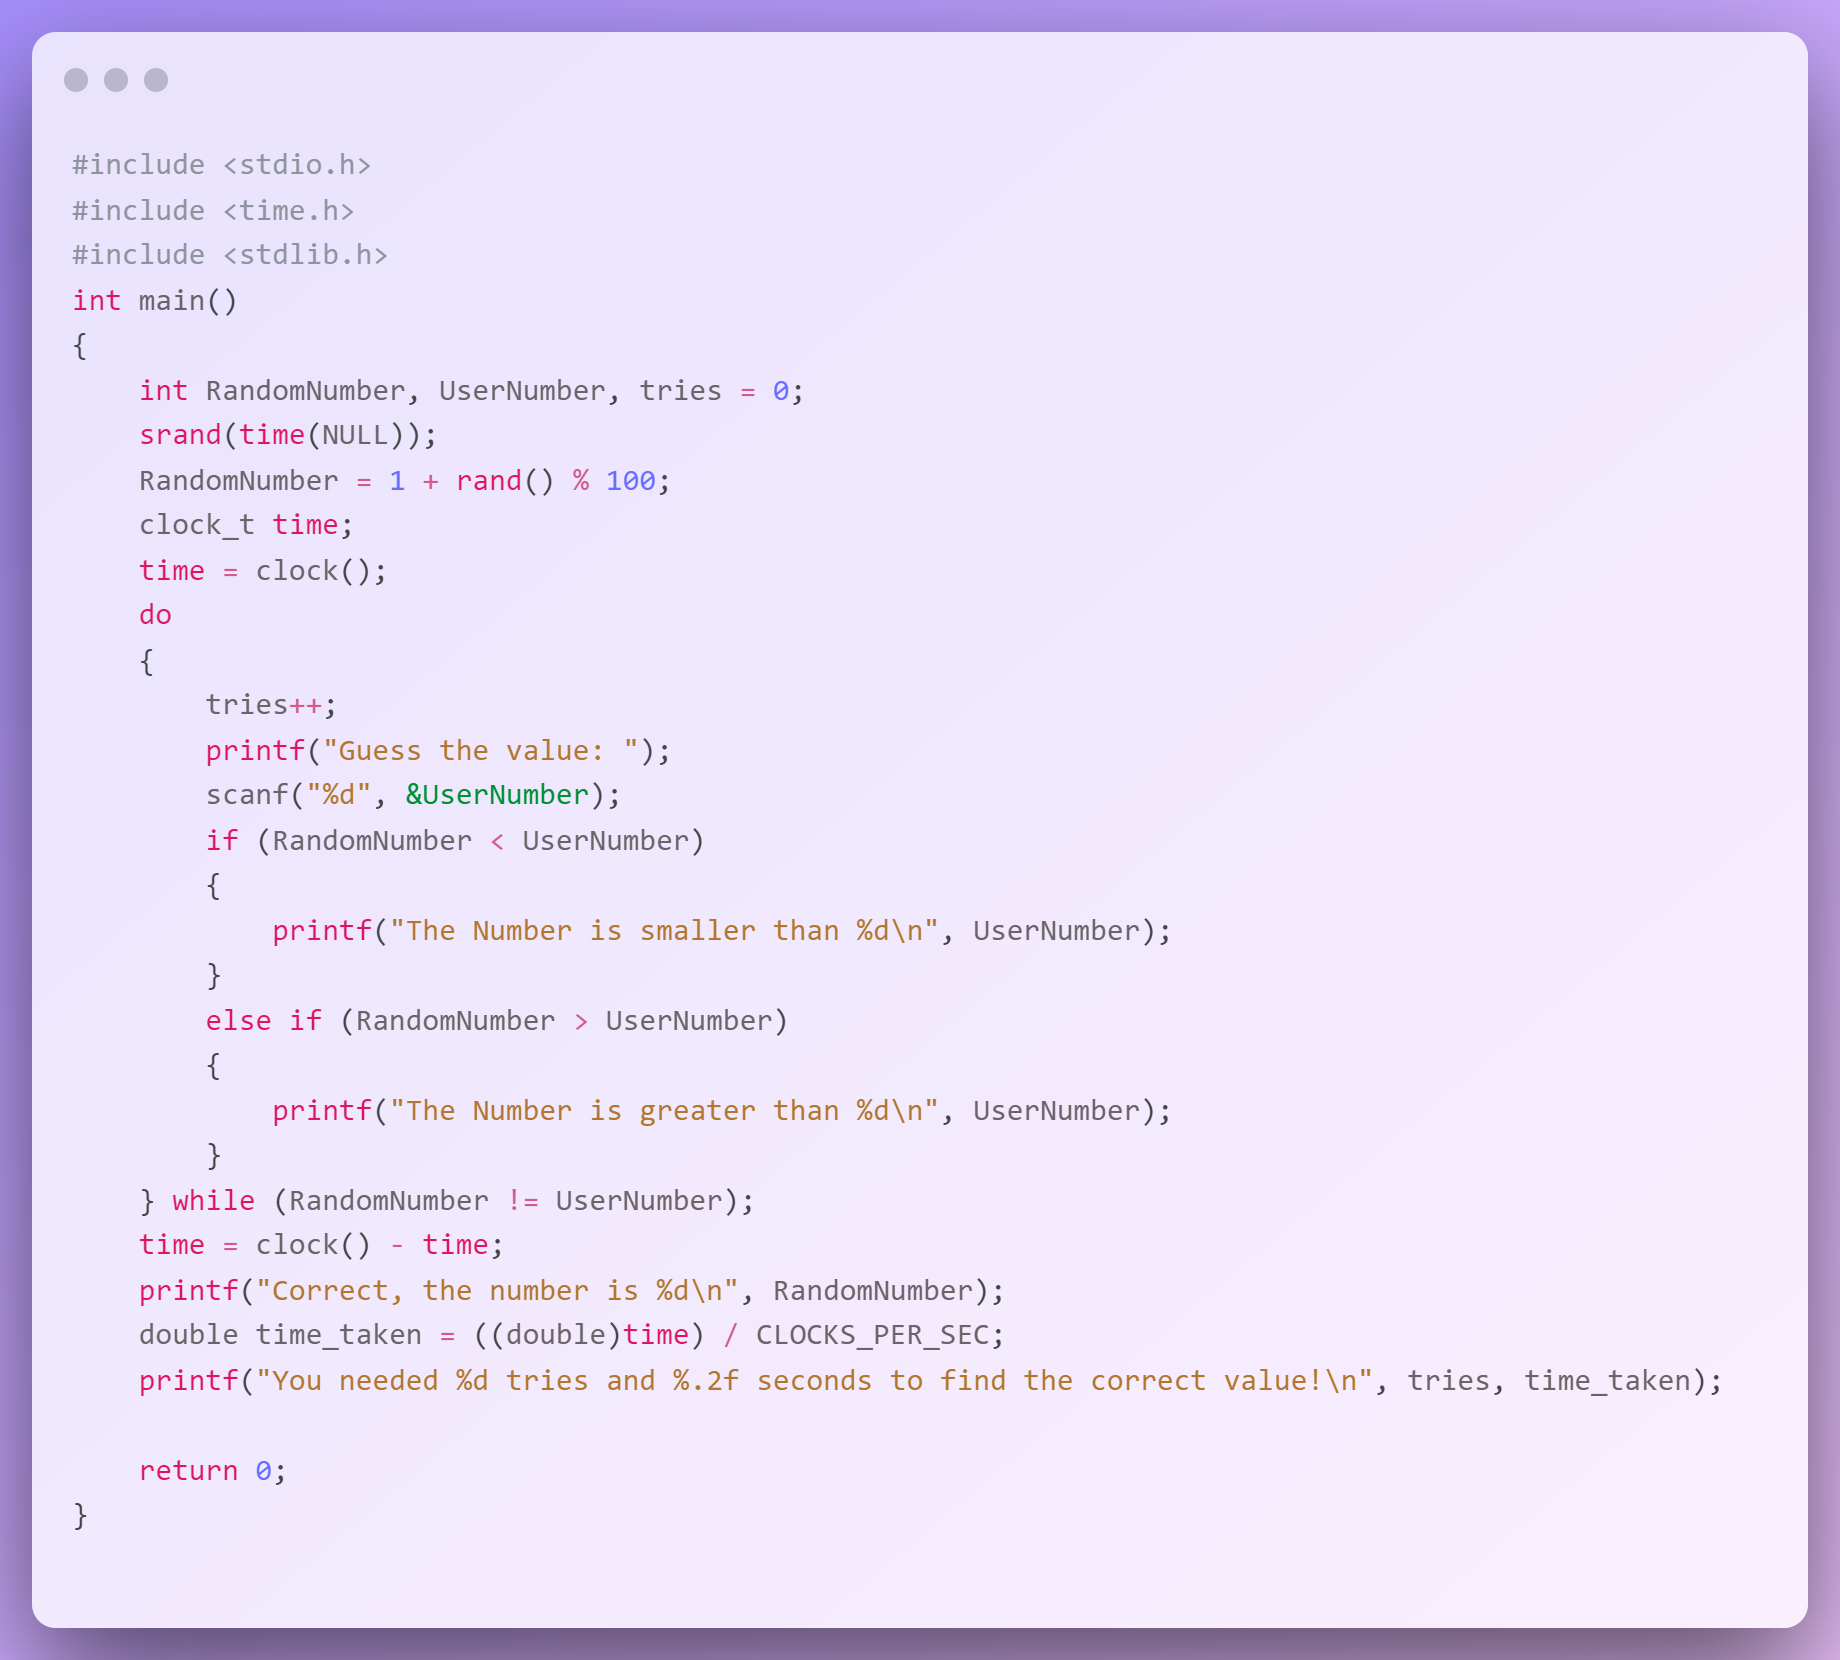 #include <stdio.h>
#include <time.h>
#include <stdlib.h>
int main()
{
    int RandomNumber, UserNumber, tries = 0;
    srand(time(NULL));
    RandomNumber = 1 + rand() % 100;
    clock_t time;
    time = clock();
    do
    {
        tries++;
        printf("Guess the value: ");
        scanf("%d", &UserNumber);
        if (RandomNumber < UserNumber)
        {
            printf("The Number is smaller than %d\n", UserNumber);
        }
        else if (RandomNumber > UserNumber)
        {
            printf("The Number is greater than %d\n", UserNumber);
        }
    } while (RandomNumber != UserNumber);
    time = clock() - time;
    printf("Correct, the number is %d\n", RandomNumber);
    double time_taken = ((double)time) / CLOCKS_PER_SEC;
    printf("You needed %d tries and %.2f seconds to find the correct value!\n", tries, time_taken);

    return 0;
}